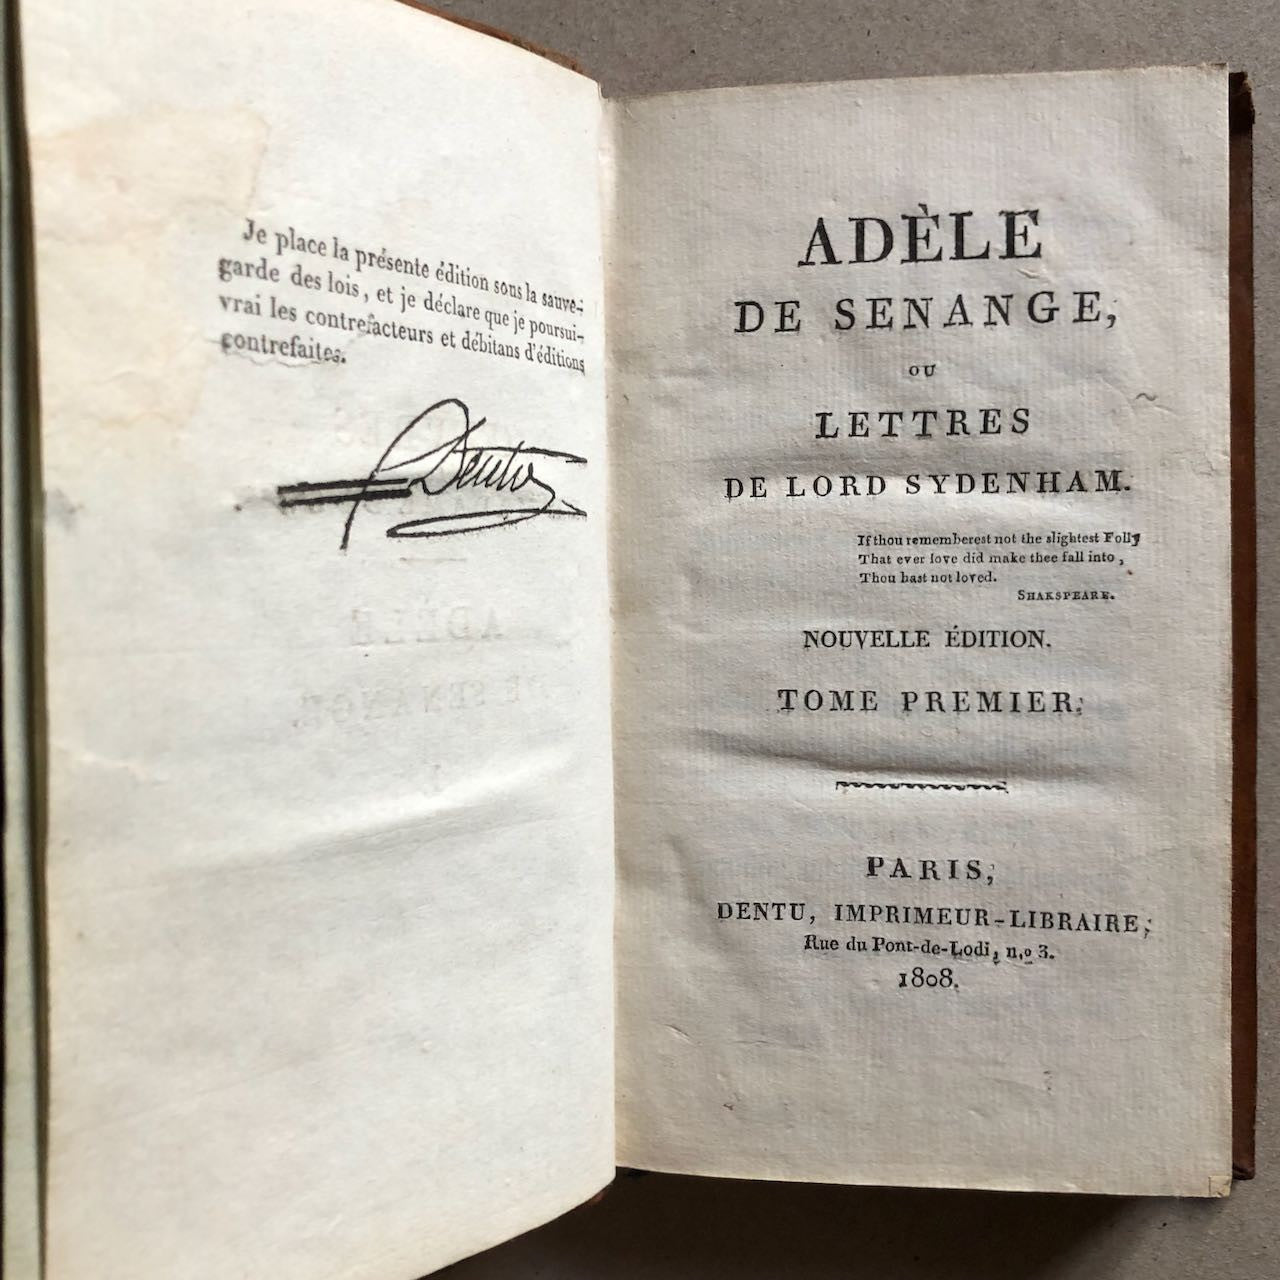 Je place la présente édition sous la sauve-
garde des lois, et je déclare que je poursui-
vrai les contrefacteurs et débitans d'éditions
contrefaites.
Dentu
ADÈLE
DE SENANGE,
OU
LETTRES
DE LORD SYDENHAM.
If thou rememberest not the slightest Folly
That ever love did make thee fall into,
Thou hast not loved.
SHAKSPEARE.
NOUVELLE ÉDITION.
TOME PREMIER.
PARIS,
DENTU, IMPRIMEUR-LIBRAIRE,
Rue du Pont-de-Lodi, n.o 3.
1808.